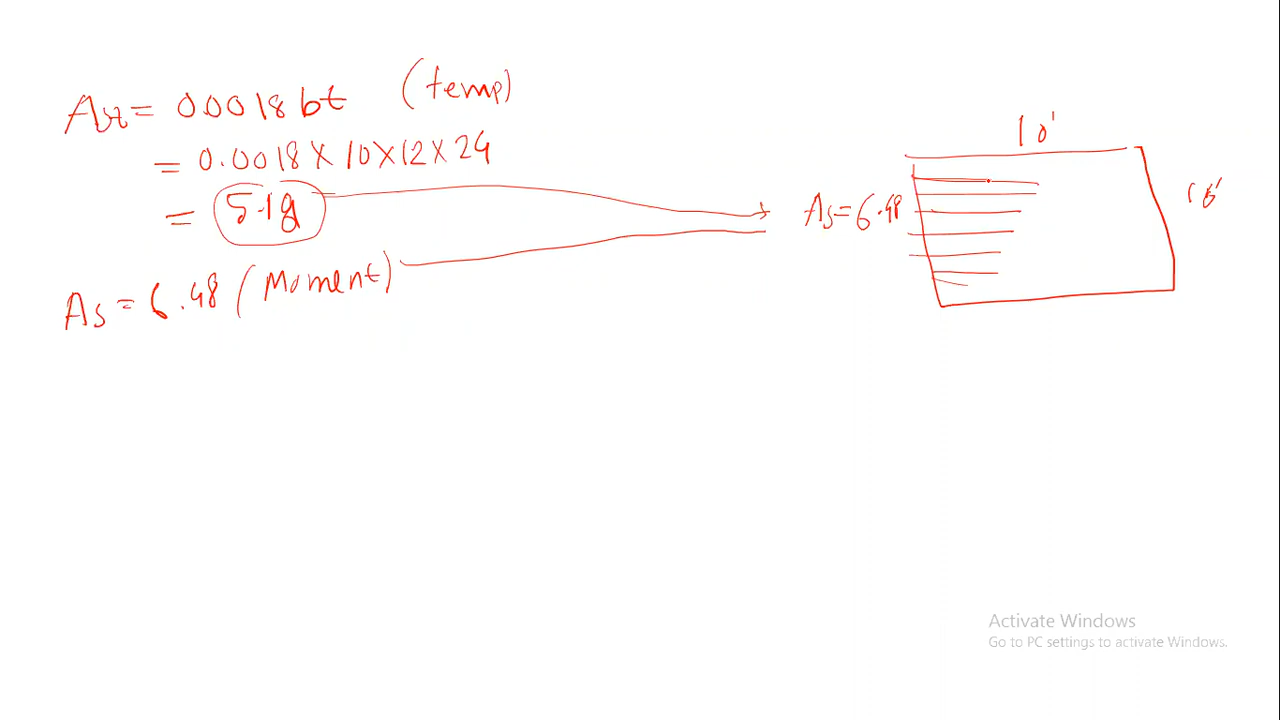 Ast = 0.0018 bt (temp)
= 0.0018 X 10 X 12 X 24
= 5.18
As = 6.48 (Moment)
10'
10'
As = 6.48
Activate Windows
Go to PC settings to activate Windows.